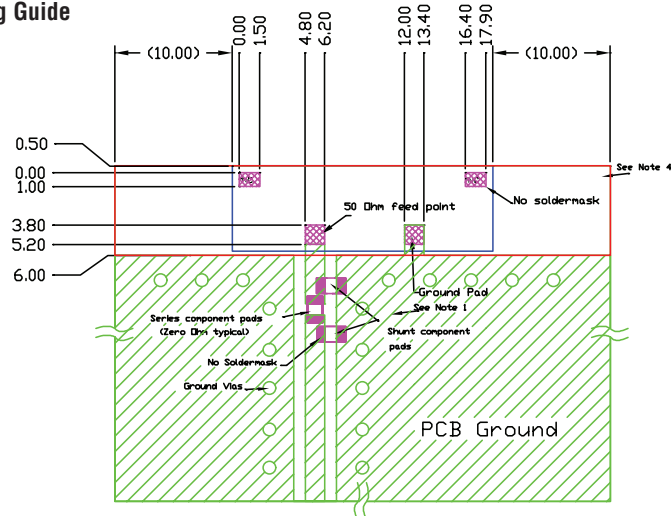 g Guide
0.00
1.50
4.80
6.20
12.00
13.40
16.40
17.90
(10.00)
(10.00)
0.50
0.00
1.00
3.80
5.20
6.00
See Note 4
No soldermask
50 Ohm feed point
Ground Pad
See Note 1
Series component pads
(Zero Ohm typical)
Shunt component
pads
No Soldermask
Ground Vias
PCB Ground